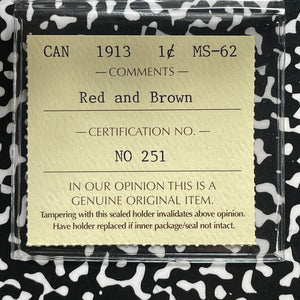 CAN 1913 1¢ MS-62
— COMMENTS —
Red and Brown
— CERTIFICATION NO. —
NO 251
IN OUR OPINION THIS IS A
GENUINE ORIGINAL ITEM.
Tampering with this sealed holder invalidates above opinion.
Have holder replaced if inner package/seal not intact.